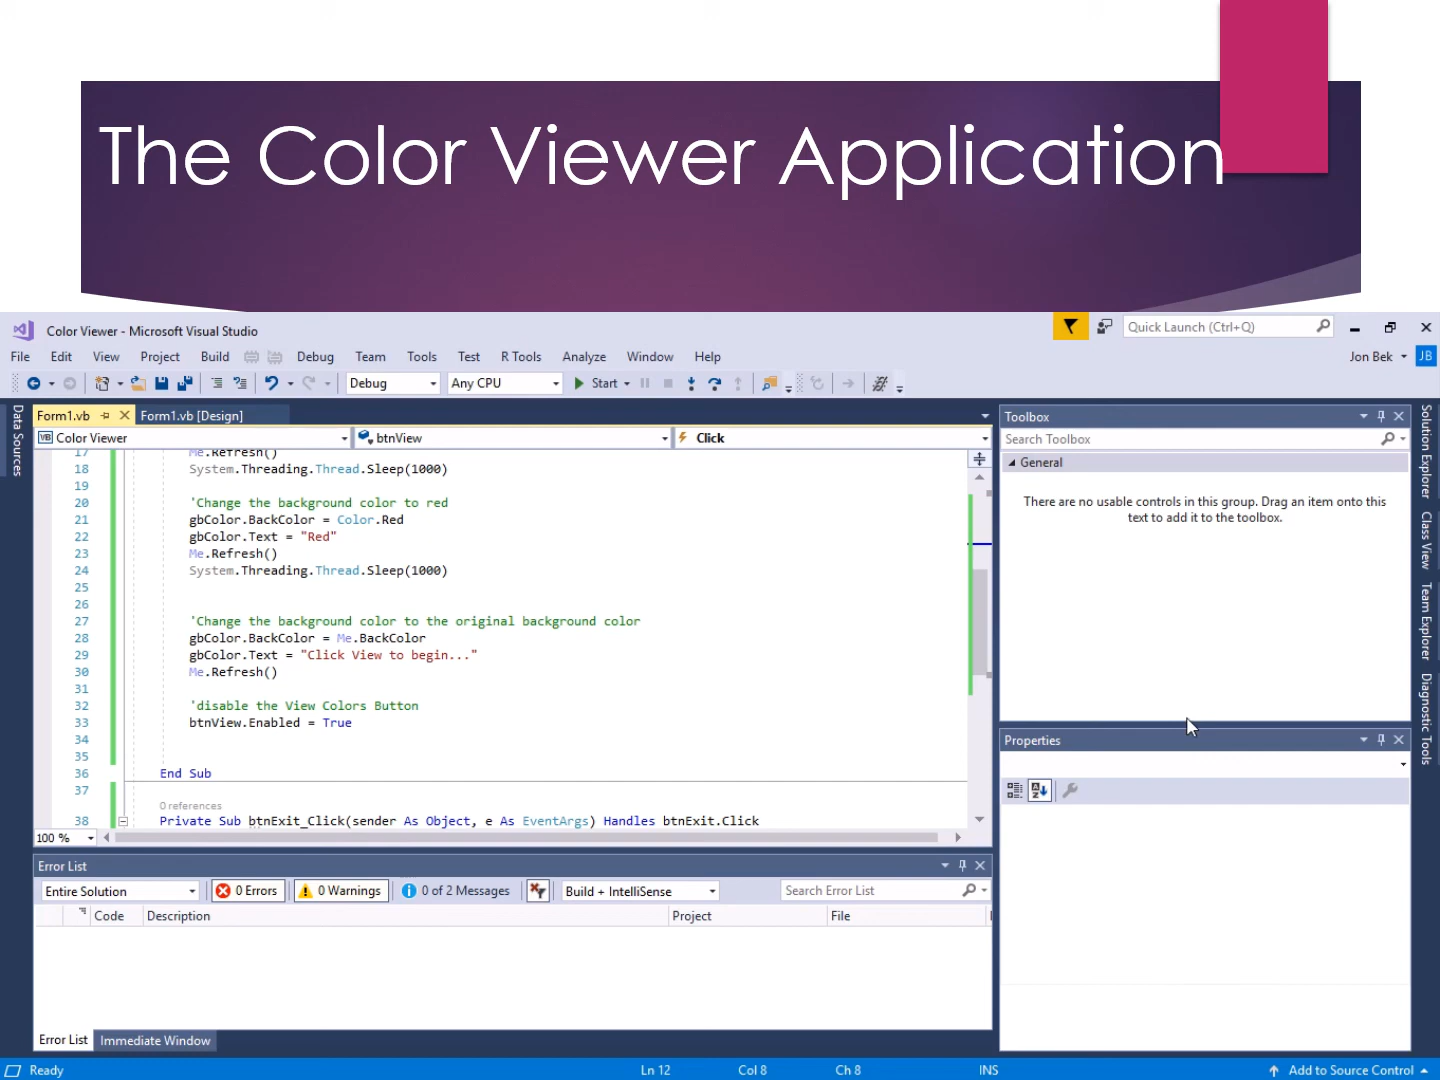 The Color Viewer Application
Color Viewer - Microsoft Visual Studio
Quick Launch (Ctrl+Q)
File Edit View Project Build Debug Team Tools Test R Tools Analyze Window Help
Jon Bek JB
Debug Any CPU Start
Data Sources
Form1.vb Form1.vb [Design]
VB Color Viewer btnView Click
17 Me.Refresh()
18 System.Threading.Thread.Sleep(1000)
19
20 'Change the background color to red
21 gbColor.BackColor = Color.Red
22 gbColor.Text = "Red"
23 Me.Refresh()
24 System.Threading.Thread.Sleep(1000)
25
26
27 'Change the background color to the original background color
28 gbColor.BackColor = Me.BackColor
29 gbColor.Text = "Click View to begin..."
30 Me.Refresh()
31
32 'disable the View Colors Button
33 btnView.Enabled = True
34
35
36 End Sub
37
0 references
38 Private Sub btnExit_Click(sender As Object, e As EventArgs) Handles btnExit.Click
100 %
Toolbox
Search Toolbox
General
There are no usable controls in this group. Drag an item onto this
text to add it to the toolbox.
Properties
Solution Explorer
Class View
Team Explorer
Diagnostic Tools
Error List
Entire Solution 0 Errors 0 Warnings 0 of 2 Messages Build + IntelliSense Search Error List
Code Description Project File
Error List Immediate Window
Ready Ln 12 Col 8 Ch 8 INS Add to Source Control